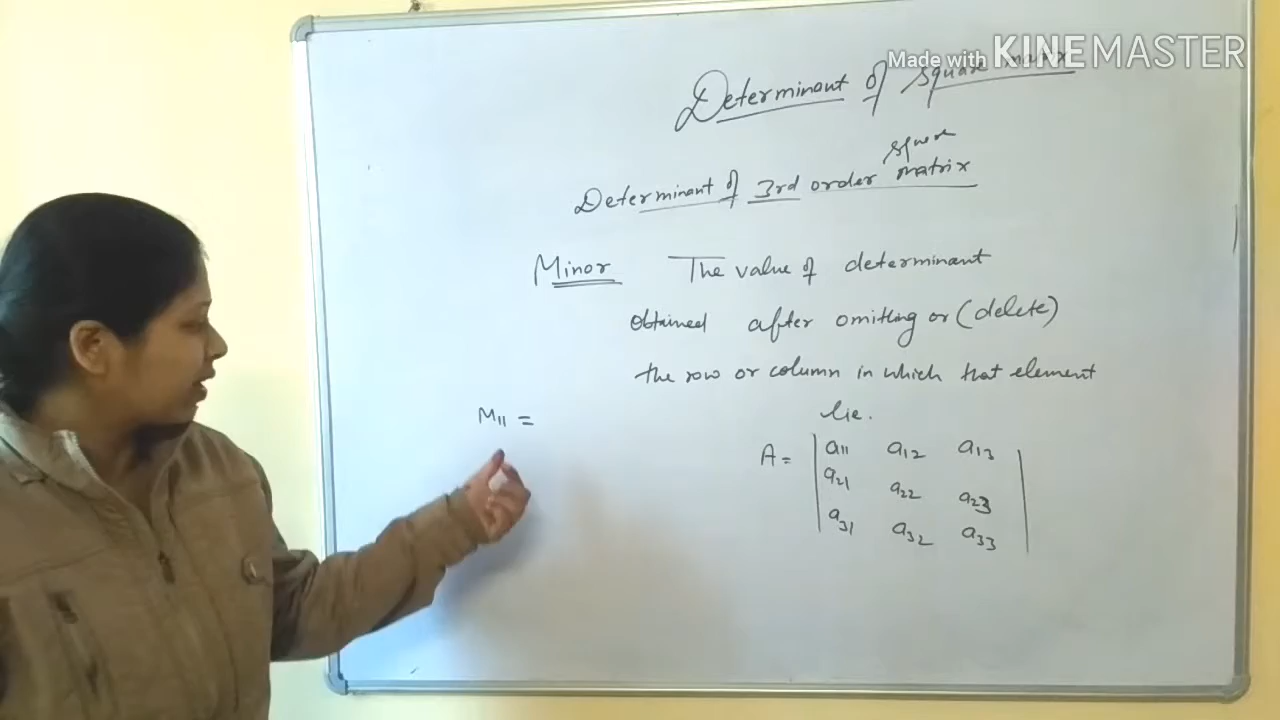 Made with KINEMASTER
Determinant of square matrix
square
Determinant of 3rd order matrix
Minor The value of determinant
obtained after omitting or (delete)
the row or column in which that element
lie.
M11 =
A = | a11 a12 a13 |
| a21 a22 a23 |
| a31 a32 a33 |